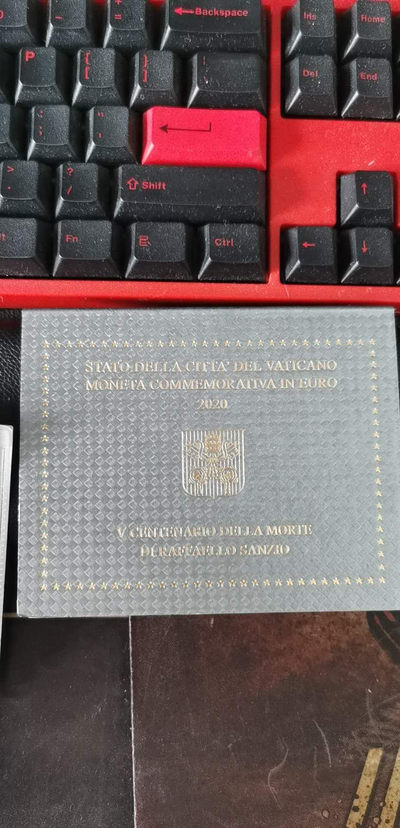 +
=
←Backspace
Ins
Home
P
{
[
}
]
Del
End
:
;
"
'
>
.
?
/
⇧ Shift
↑
Fn
Ctrl
←
↓
STATO DELLA CITTA' DEL VATICANO
MONETA COMMEMORATIVA IN EURO
2020
V CENTENARIO DELLA MORTE
DI RAFFAELLO SANZIO